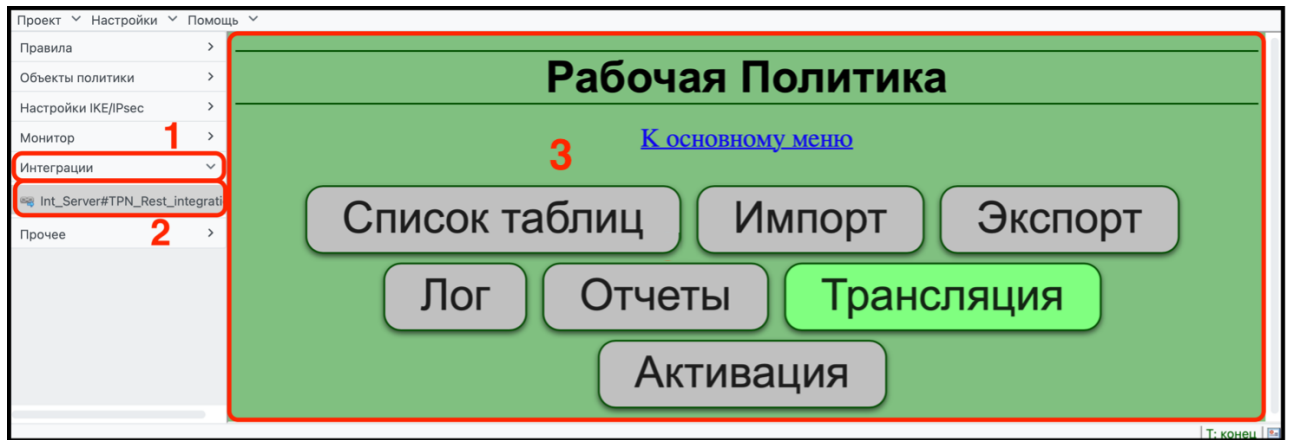 Проект Настройки Помощь
Правила
Объекты политики
Настройки IKE/IPsec
Монитор
1
Интеграции
Int_Server#TPN_Rest_integrati
2
Прочее
Рабочая Политика
К основному меню
3
Список таблиц Импорт Экспорт
Лог Отчеты Трансляция
Активация
Т: конец